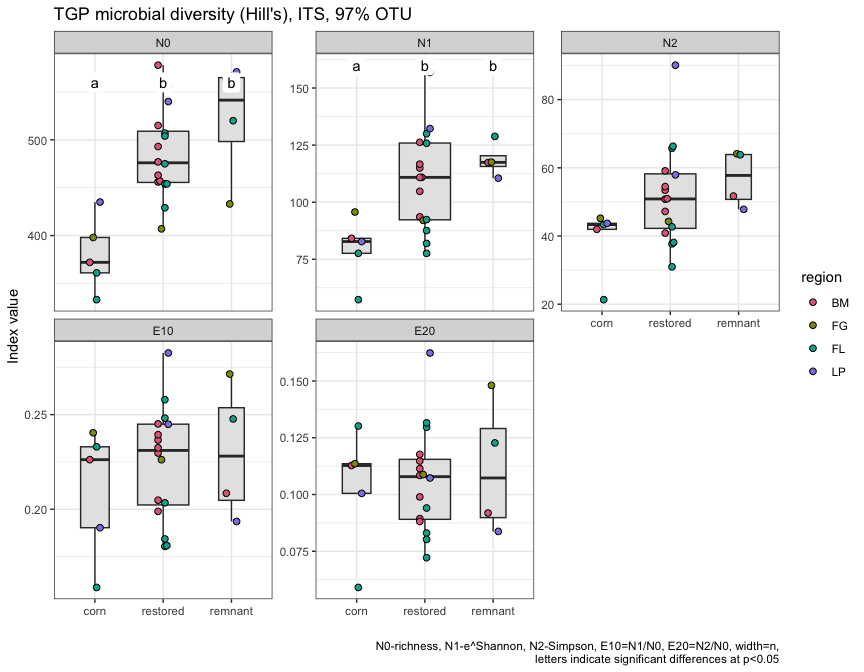 TGP microbial diversity (Hill's), ITS, 97% OTU
N0
N1
N2
a
b
b
a
b
b
500
400
150
125
100
75
80
60
40
20
corn
restored
remnant
Index value
E10
E20
0.25
0.20
0.150
0.125
0.100
0.075
corn
restored
remnant
corn
restored
remnant
region
BM
FG
FL
LP
N0-richness, N1-e^Shannon, N2-Simpson, E10=N1/N0, E20=N2/N0, width=n,
letters indicate significant differences at p<0.05